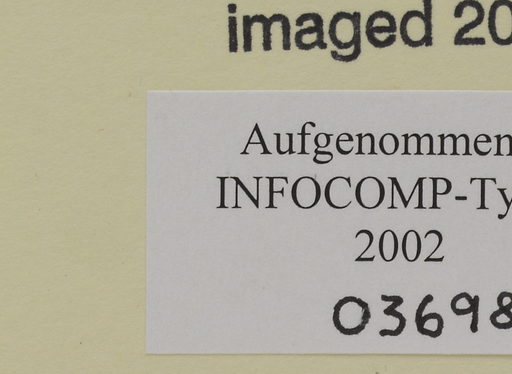 imaged 20
Aufgenommen
INFOCOMP-Ty
2002
03698